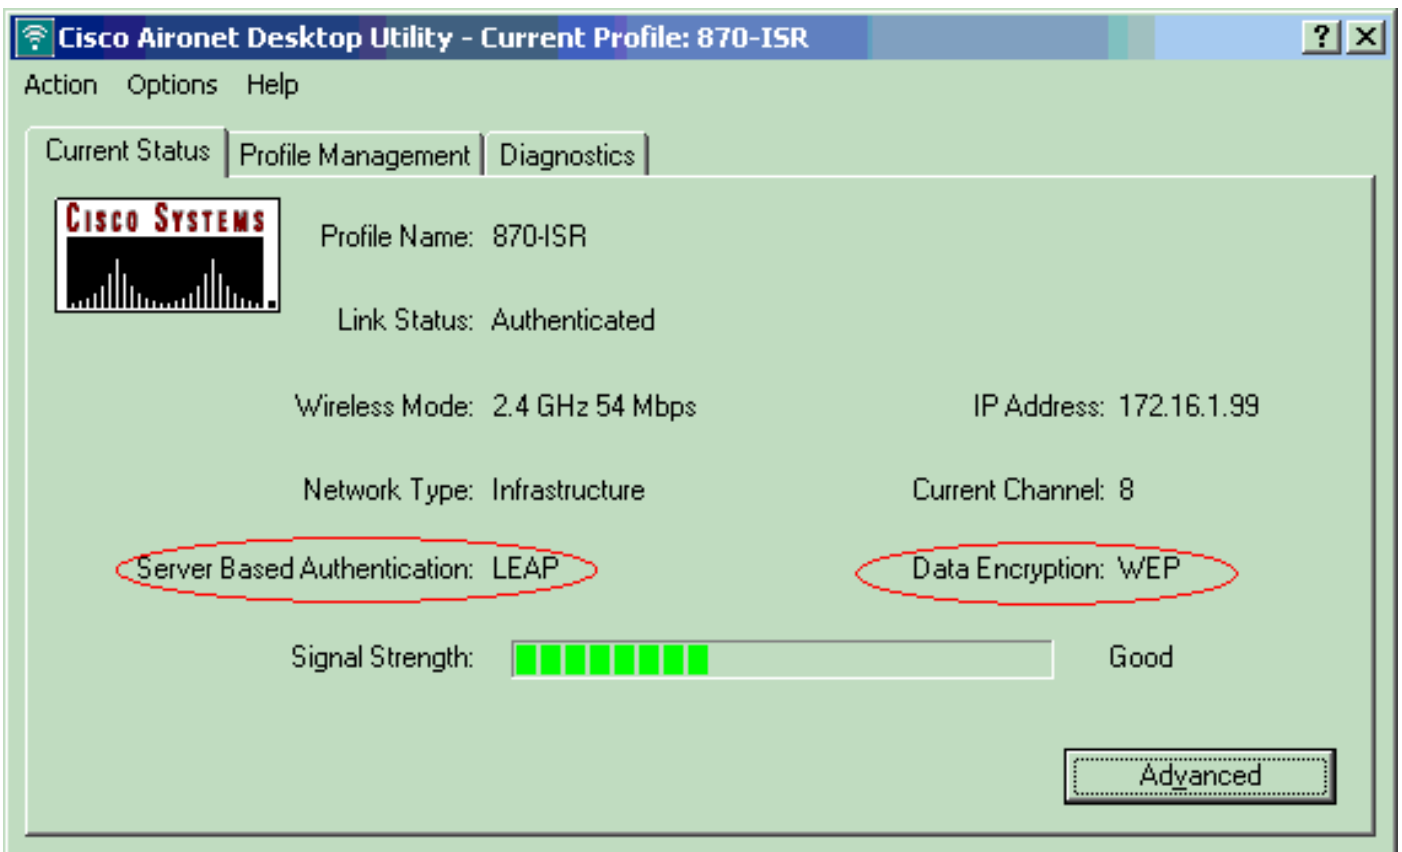 Cisco Aironet Desktop Utility - Current Profile: 870-ISR
? X
Action Options Help
Current Status Profile Management Diagnostics
CISCO SYSTEMS
Profile Name: 870-ISR
Link Status: Authenticated
Wireless Mode: 2.4 GHz 54 Mbps IP Address: 172.16.1.99
Network Type: Infrastructure Current Channel: 8
Server Based Authentication: LEAP Data Encryption: WEP
Signal Strength: Good
Advanced